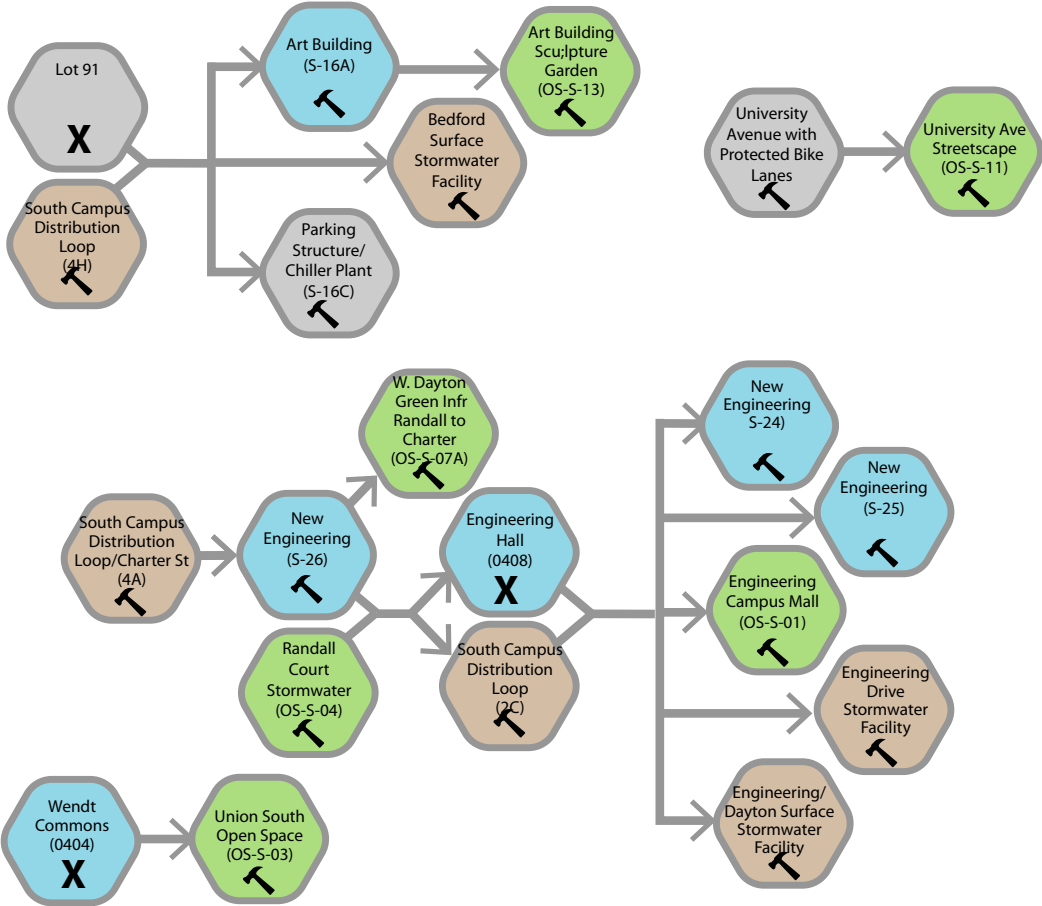 Lot 91
X
South Campus
Distribution
Loop
(4H)
Art Building
(S-16A)
Art Building
Scu;lpture
Garden
(OS-S-13)
Bedford
Surface
Stormwater
Facility
Parking
Structure/
Chiller Plant
(S-16C)
University
Avenue with
Protected Bike
Lanes
University Ave
Streetscape
(OS-S-11)
South Campus
Distribution
Loop/Charter St
(4A)
New
Engineering
(S-26)
W. Dayton
Green Infr
Randall to
Charter
(OS-S-07A)
Randall
Court
Stormwater
(OS-S-04)
Engineering
Hall
(0408)
X
South Campus
Distribution
Loop
(2C)
New
Engineering
S-24)
New
Engineering
(S-25)
Engineering
Campus Mall
(OS-S-01)
Engineering
Drive
Stormwater
Facility
Engineering/
Dayton Surface
Stormwater
Facility
Wendt
Commons
(0404)
X
Union South
Open Space
(OS-S-03)